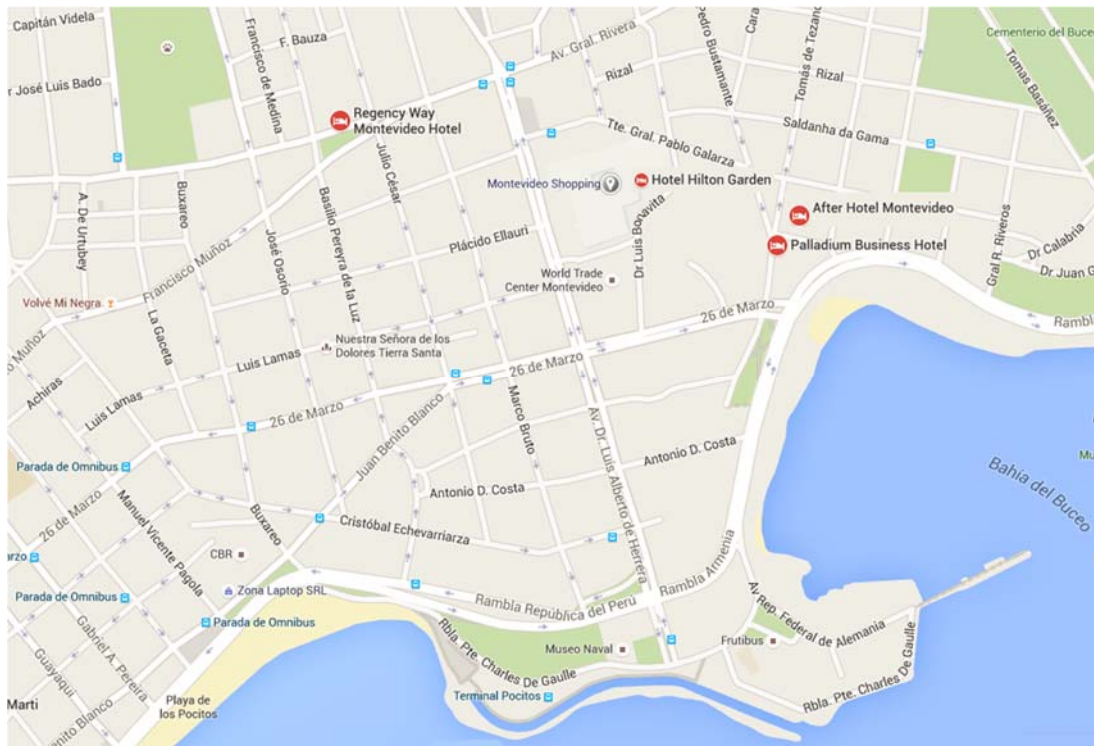 Capitán Videla
Francisco de Medina
F. Bauza
Av. Gral. Rivera
Pedro Bustamante
Tomás de Tezano
Cementerio del Buceo
Tomas Basáñez
José Luis Bado
Rizal
Rizal
Regency Way
Montevideo Hotel
Saldanha da Gama
Tte. Gral. Pablo Galarza
Julio César
Montevideo Shopping
Hotel Hilton Garden
A. De Urtubey
Buxareo
Basilio Pereyra de la Luz
After Hotel Montevideo
Dr Luis Bonavita
Plácido Ellauri
José Osorio
Francisco Muñoz
Palladium Business Hotel
Gral R. Riveros
Dr Calabria
Dr. Juan G
World Trade
Center Montevideo
Volvé Mi Negra
La Gaceta
26 de Marzo
Rambla
Muñoz
Nuestra Señora de los
Dolores Tierra Santa
Luis Lamas
26 de Marzo
Achiras
Luis Lamas
26 de Marzo
Juan Benito Blanco
Marco Bruto
Av. Dr. Luis Alberto de Herrera
Antonio D. Costa
Parada de Omnibus
Antonio D. Costa
Bahía del Buceo
Mu
26 de Marzo
Manuel Vicente Pagola
Buxareo
Cristóbal Echevarriarza
CBR
Zona Laptop SRL
Parada de Omnibus
Rambla República del Perú
Rambla Armenia
Parada de Omnibus
Av Rep. Federal de Alemania
Gabriel A. Pereira
Guayaqui
Rbla. Pte. Charles De Gaulle
Museo Naval
Frutibus
Terminal Pocitos
Rbla. Pte. Charles De Gaulle
Playa de
los Pocitos
Marti
Benito Blanco